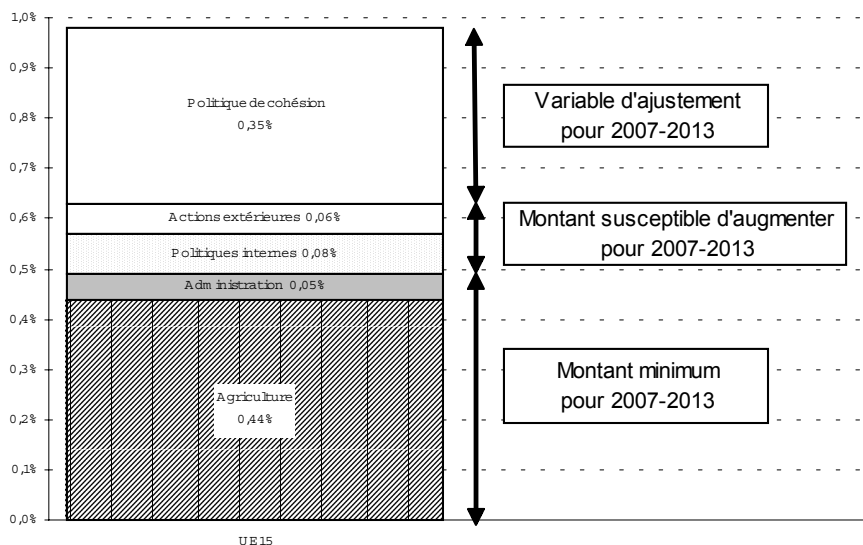 1,0%
0,9%
0,8%
0,7%
0,6%
0,5%
0,4%
0,3%
0,2%
0,1%
0,0%
Politique de cohésion
0,35%
Actions extérieures 0,06%
Politiques internes 0,08%
Administration 0,05%
Agriculture
0,44%
UE15
Variable d'ajustement
pour 2007-2013
Montant susceptible d'augmenter
pour 2007-2013
Montant minimum
pour 2007-2013